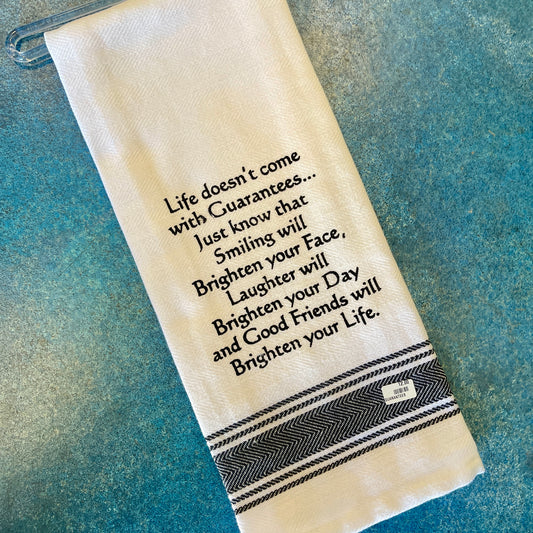 Life doesn't come
with Guarantees...
Just know that
Smiling will
Brighten your Face,
Laughter will
Brighten your Day
and Good Friends will
Brighten your Life.
GUARANTEES